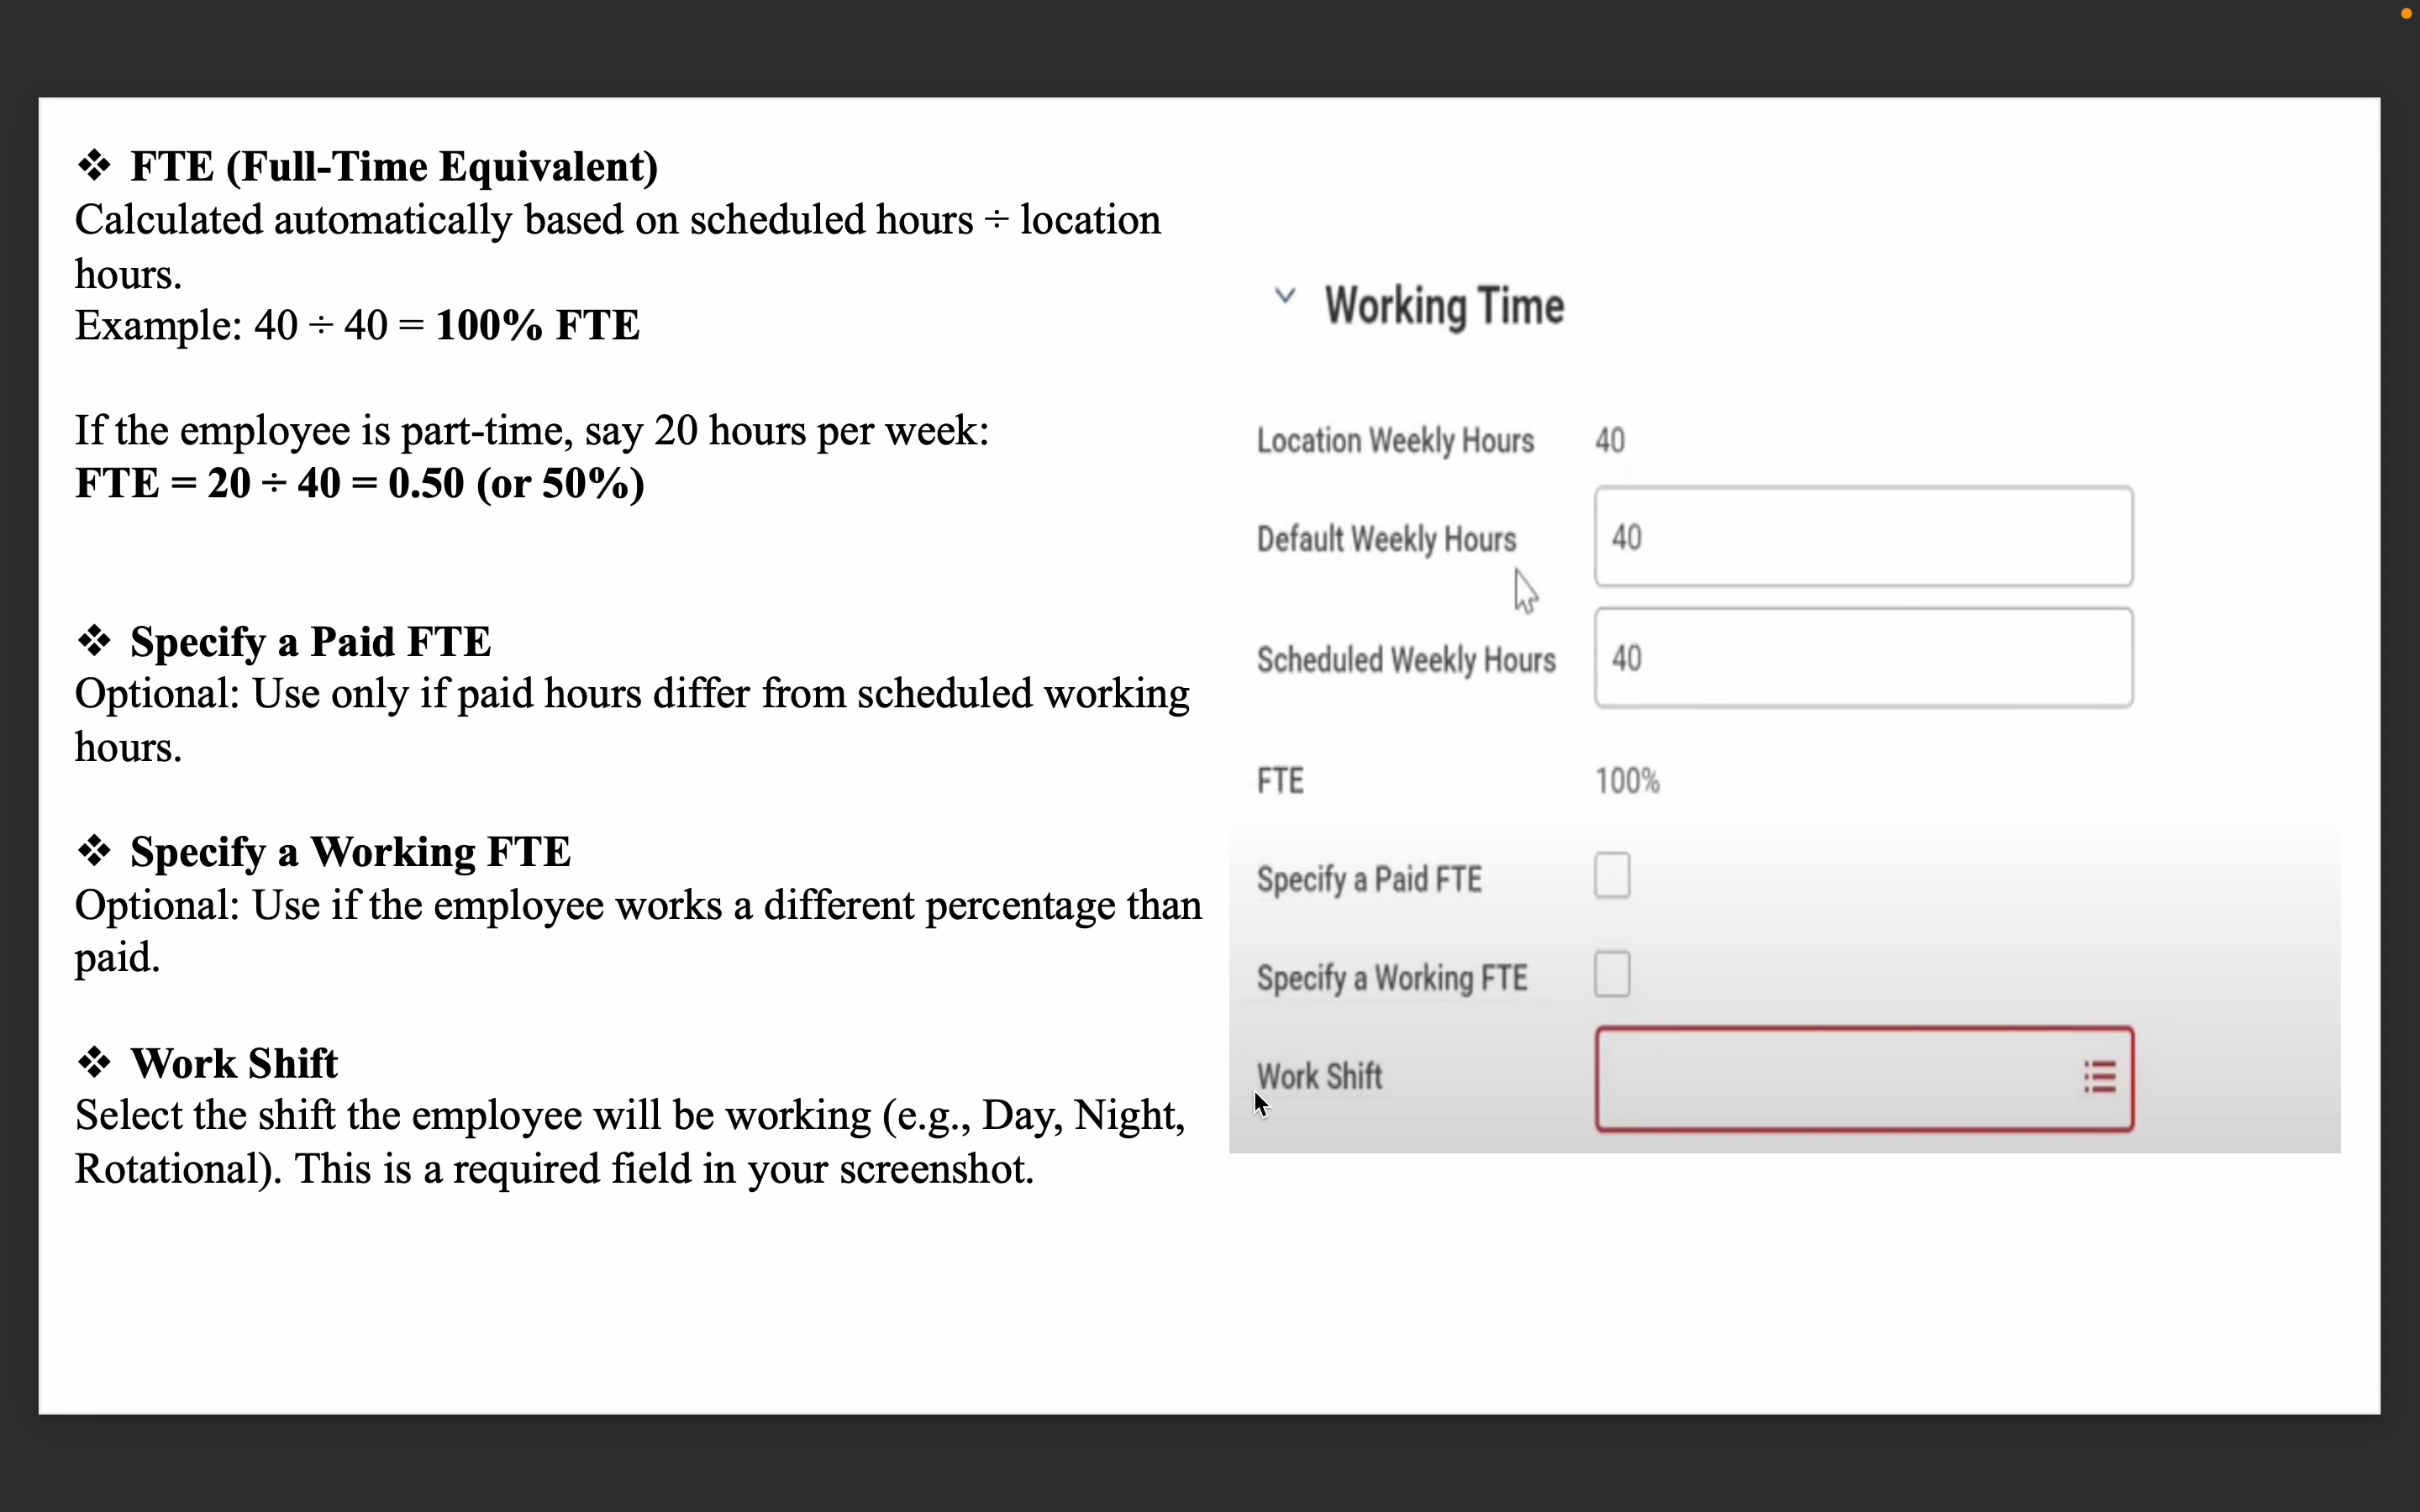 ❖ FTE (Full-Time Equivalent)
Calculated automatically based on scheduled hours ÷ location
hours.
Example: 40 ÷ 40 = 100% FTE
If the employee is part-time, say 20 hours per week:
FTE = 20 ÷ 40 = 0.50 (or 50%)
❖ Specify a Paid FTE
Optional: Use only if paid hours differ from scheduled working
hours.
❖ Specify a Working FTE
Optional: Use if the employee works a different percentage than
paid.
❖ Work Shift
Select the shift the employee will be working (e.g., Day, Night,
Rotational). This is a required field in your screenshot.
Working Time
Location Weekly Hours 40
Default Weekly Hours 40
Scheduled Weekly Hours 40
FTE 100%
Specify a Paid FTE
Specify a Working FTE
Work Shift